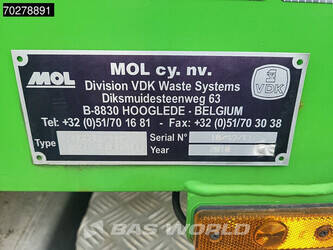 70278891
MOL
MOL cy. nv.
Division VDK Waste Systems
Diksmuidesteenweg 63
B-8830 HOOGLEDE - BELGIUM
VDK
Tel: +32 (0)51/70 16 81 - Fax: +32 (0)51/70 30 38
Type
Serial N°
Year
BAS WORLD